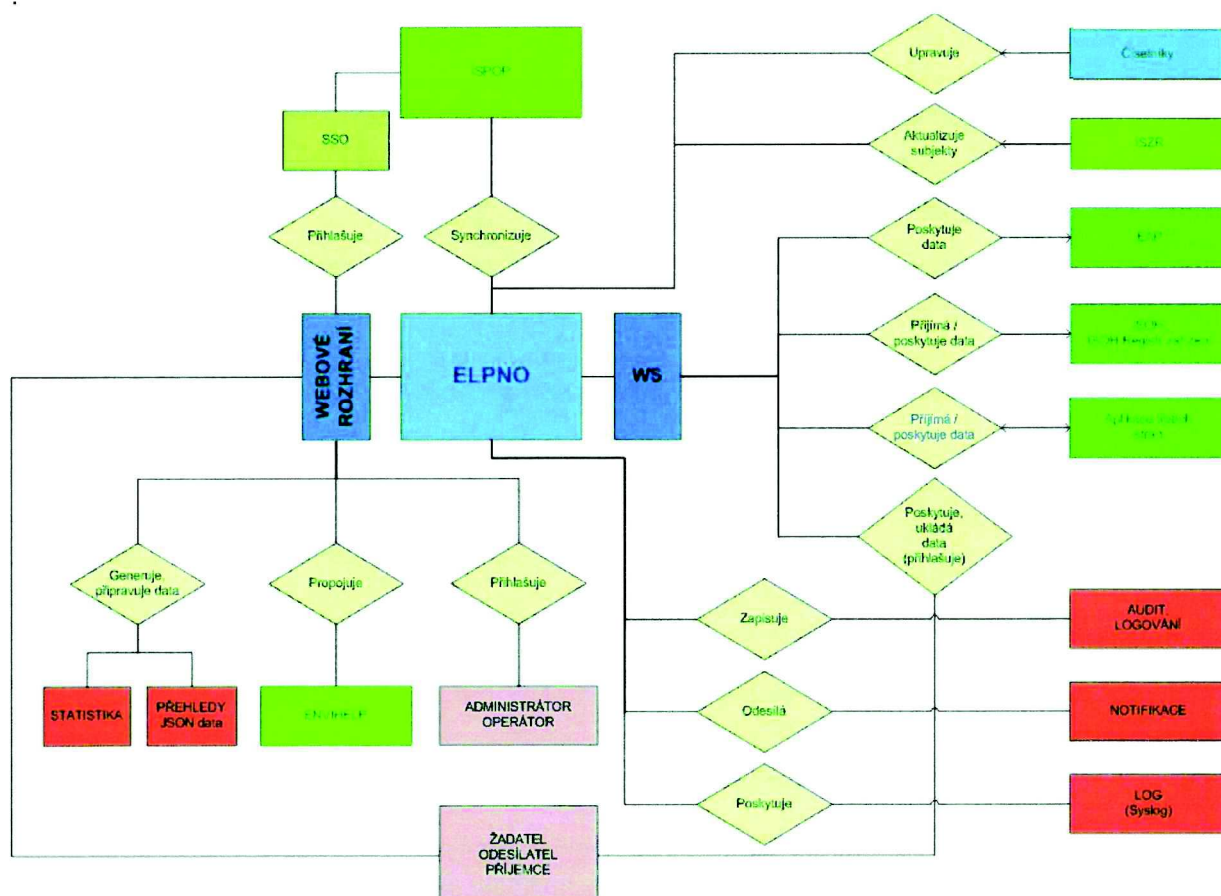 ISPOP
Upravuje
Číselníky
SSO
Aktualizuje
subjekty
ISZR
Přihlašuje
Synchronizuje
Poskytuje
data
WEBOVÉ
ROZHRANÍ
ELPNO
WS
Přijímá /
poskytuje data
Přijímá /
poskytuje data
Poskytuje,
ukládá
data
(přihlašuje)
Generuje,
připravuje data
Propojuje
Přihlašuje
Zapisuje
AUDIT,
LOGOVÁNÍ
STATISTIKA
PŘEHLEDY
JSON data
ENVIHELP
ADMINISTRÁTOR
OPERÁTOR
Odesílá
NOTIFIKACE
Poskytuje
LOG
(Syslog)
ŽADATEL
ODESÍLATEL
PŘÍJEMCE